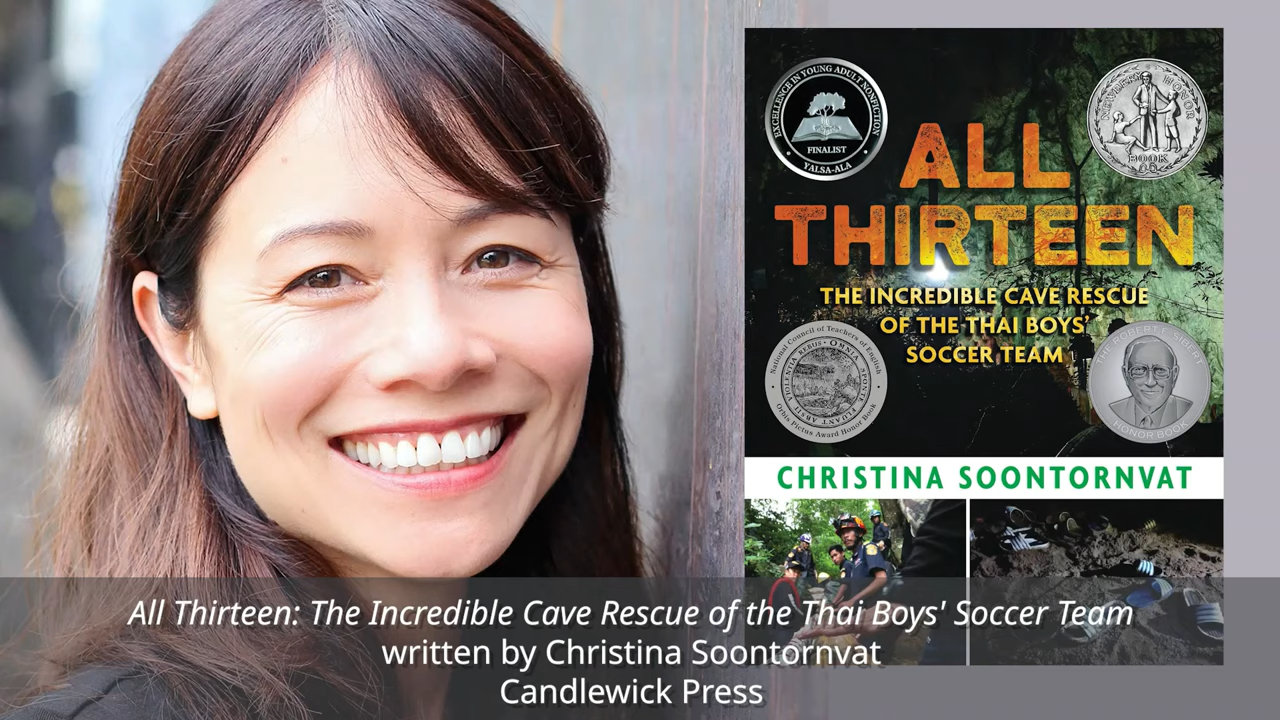 EXCELLENCE IN YOUNG ADULT NONFICTION
FINALIST
YALSA-ALA
NEWBERY HONOR
BOOK
ALL
THIRTEEN
THE INCREDIBLE CAVE RESCUE
OF THE THAI BOYS'
SOCCER TEAM
National Council of Teachers of English
Orbis Pictus Award Honor Book
THE ROBERT F. SIBERT
HONOR BOOK
CHRISTINA SOONTORNVAT
All Thirteen: The Incredible Cave Rescue of the Thai Boys' Soccer Team
written by Christina Soontornvat
Candlewick Press